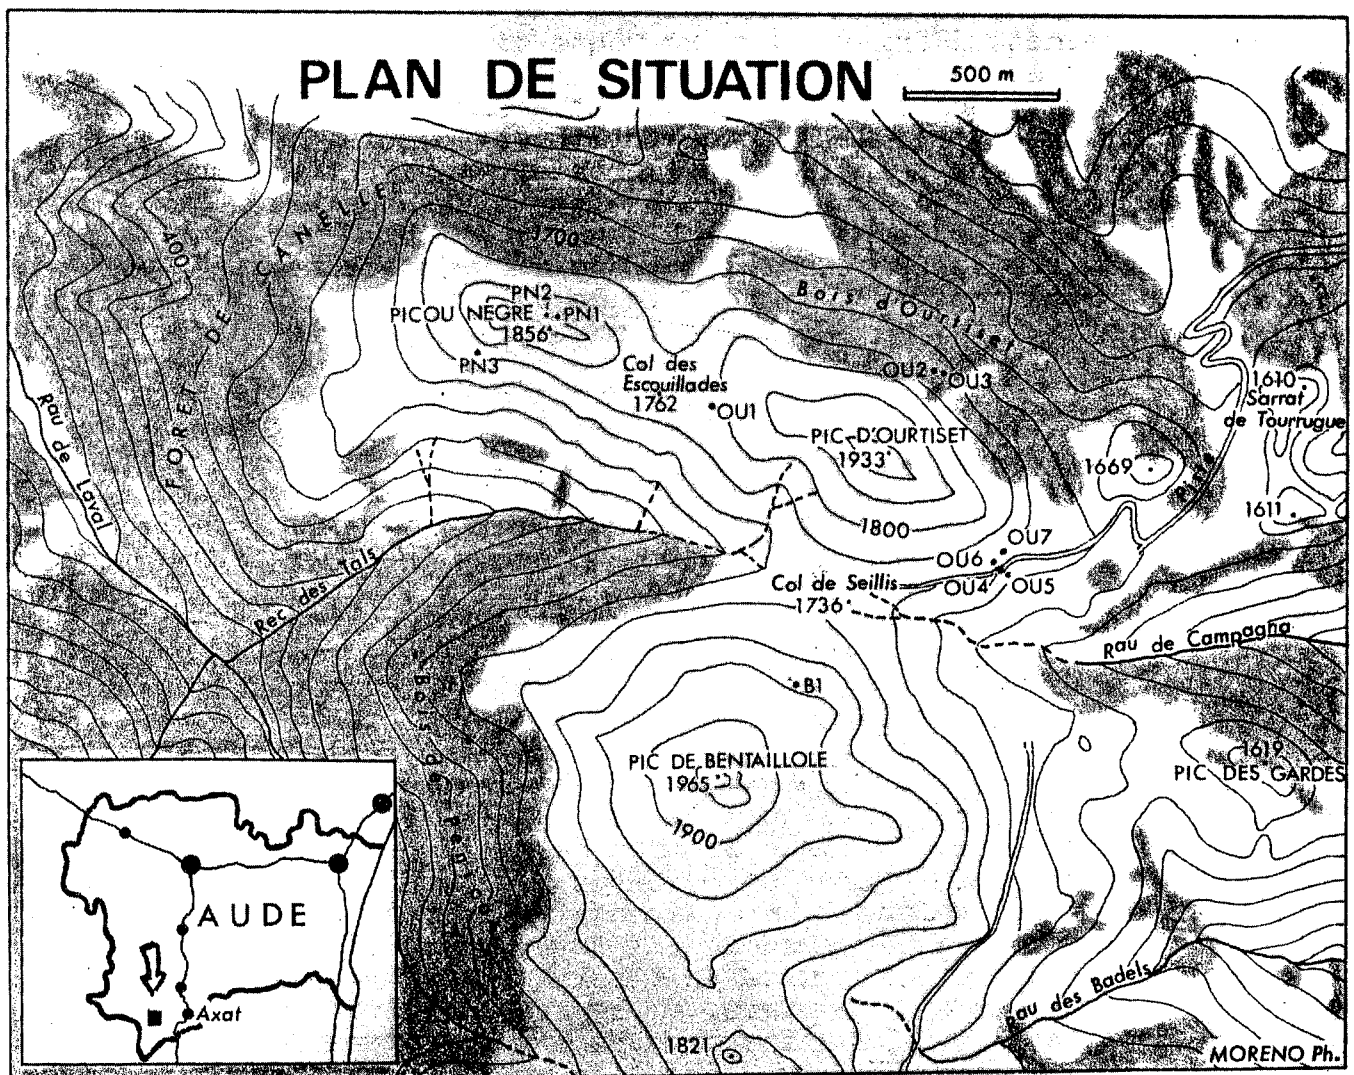 PLAN DE SITUATION
500 m
FORET DE CANELLE
400
1700
PN2
PICOU NEGRE
PN1
1856
PN3
Bois d'Ourtiset
Col des
Escouillades
1762
OU1
OU2
OU3
PIC D'OURTISET
1933
1800
1610
Sarrat
de Tourrugue
1669
Piste
1611
Rau de Laval
Rec des Tals
OU7
OU6
OU4
OU5
Col de Seillis
1736
Rau de Campagna
B1
Bois de
PIC DE BENTAILLOLE
1965
1900
1619
PIC DES GARDES
AUDE
Axat
Rau des Badels
1821
MORENO Ph.